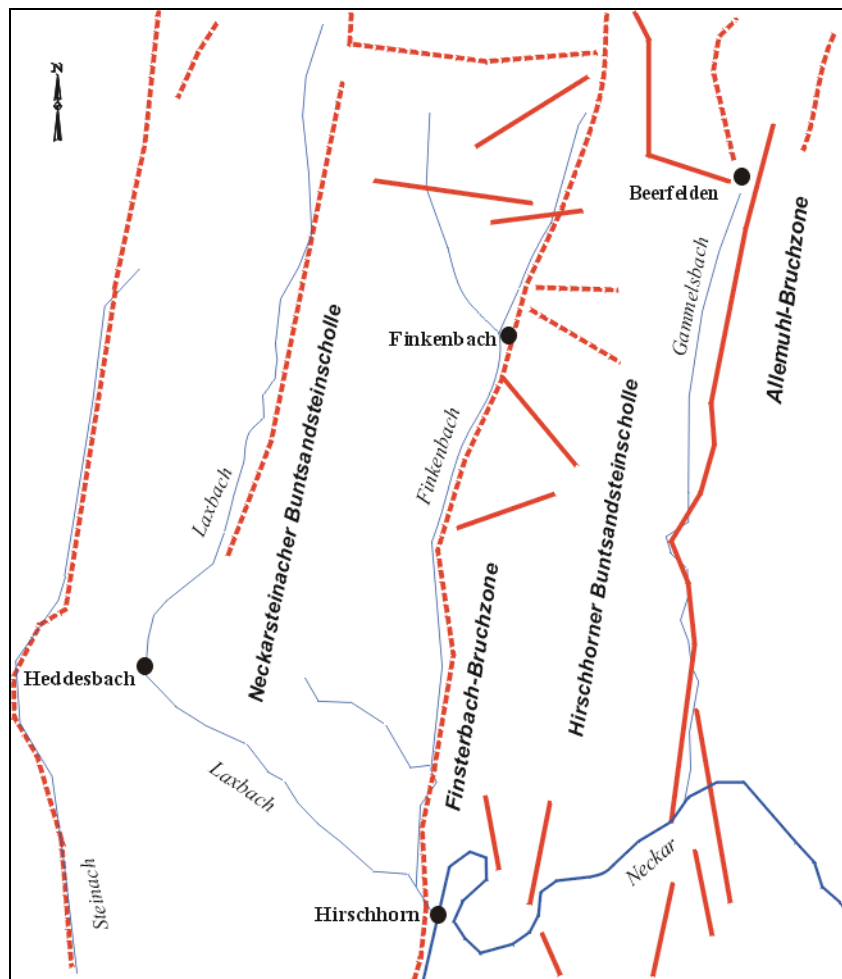 N
Beerfelden
Gammelsbach
Allemuhl-Bruchzone
Finkenbach
Neckarsteinacher Buntsandsteinscholle
Laxbach
Finkenbach
Hirschhorner Buntsandsteinscholle
Heddesbach
Finsterbach-Bruchzone
Laxbach
Steinach
Neckar
Hirschhorn